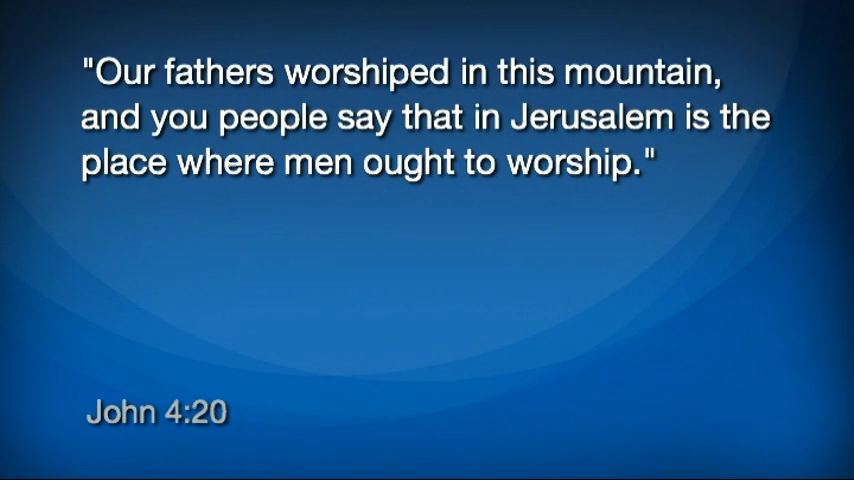 "Our fathers worshiped in this mountain,
and you people say that in Jerusalem is the
place where men ought to worship."
John 4:20